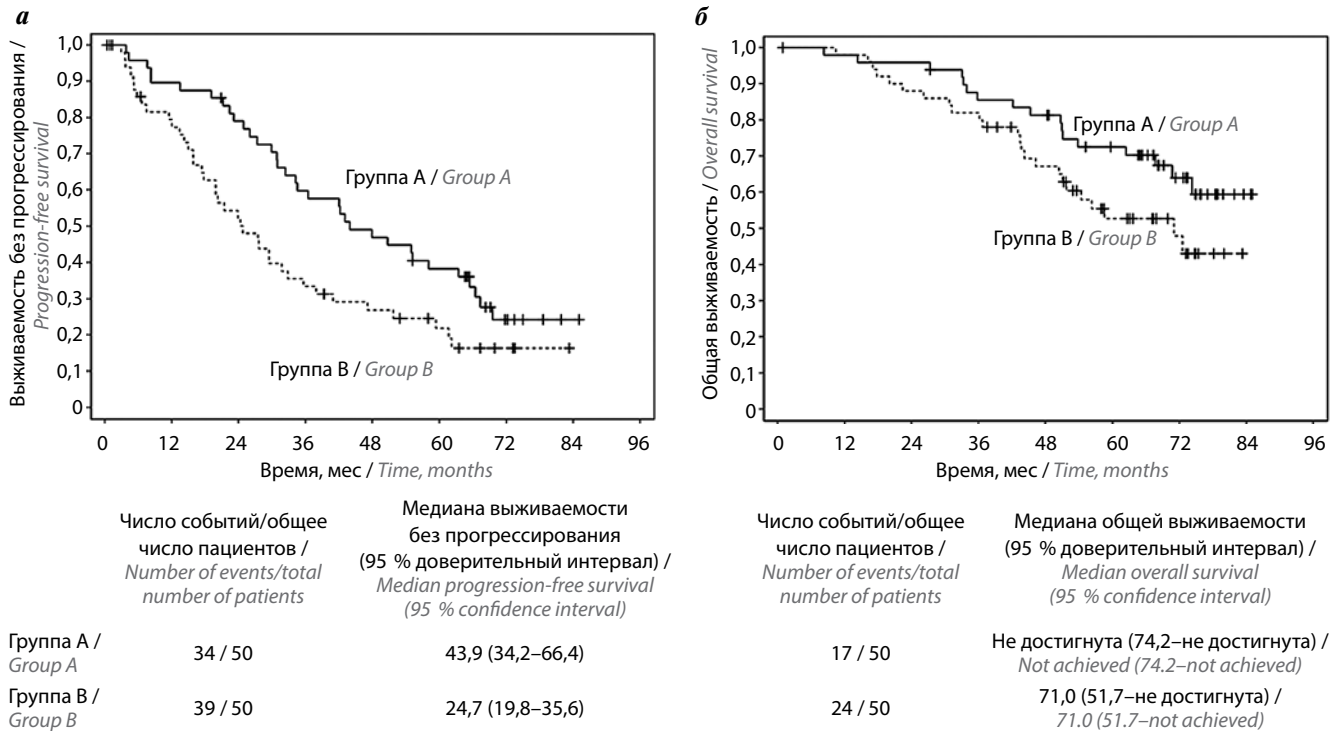 а
Выживаемость без прогрессирования /
Progression-free survival
1,0
0,9
0,8
0,7
0,6
0,5
0,4
0,3
0,2
0,1
0
Группа А / Group A
Группа В / Group B
0 12 24 36 48 60 72 84 96
Время, мес / Time, months
Число событий/общее
число пациентов /
Number of events/total
number of patients
Медиана выживаемости
без прогрессирования
(95 % доверительный интервал) /
Median progression-free survival
(95 % confidence interval)
Группа А /
Group A
34 / 50
43,9 (34,2–66,4)
Группа В /
Group B
39 / 50
24,7 (19,8–35,6)
б
Общая выживаемость / Overall survival
1,0
0,9
0,8
0,7
0,6
0,5
0,4
0,3
0,2
0,1
0
Группа А / Group A
Группа В / Group B
0 12 24 36 48 60 72 84 96
Время, мес / Time, months
Число событий/общее
число пациентов /
Number of events/total
number of patients
Медиана общей выживаемости
(95 % доверительный интервал) /
Median overall survival
(95 % confidence interval)
17 / 50
Не достигнута (74,2–не достигнута) /
Not achieved (74.2–not achieved)
24 / 50
71,0 (51,7–не достигнута) /
71.0 (51.7–not achieved)